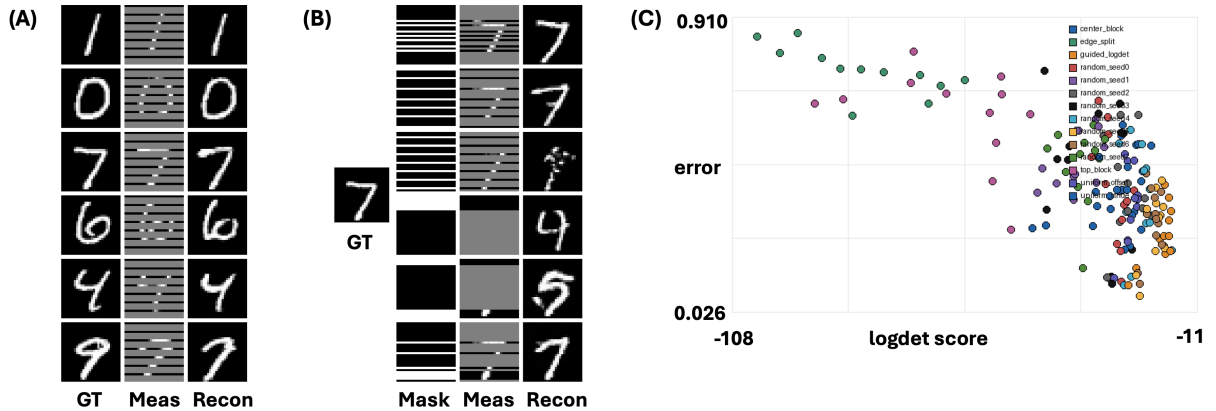 (A)
GT
Meas
Recon
(B)
GT
Mask
Meas
Recon
(C)
0.910
error
0.026
-108
logdet score
-11
center_block
edge_split
guided_logdet
random_seed0
random_seed1
random_seed2
top_block